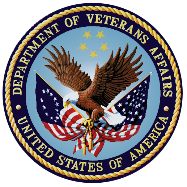 DEPARTMENT OF VETERANS AFFAIRS
UNITED STATES OF AMERICA